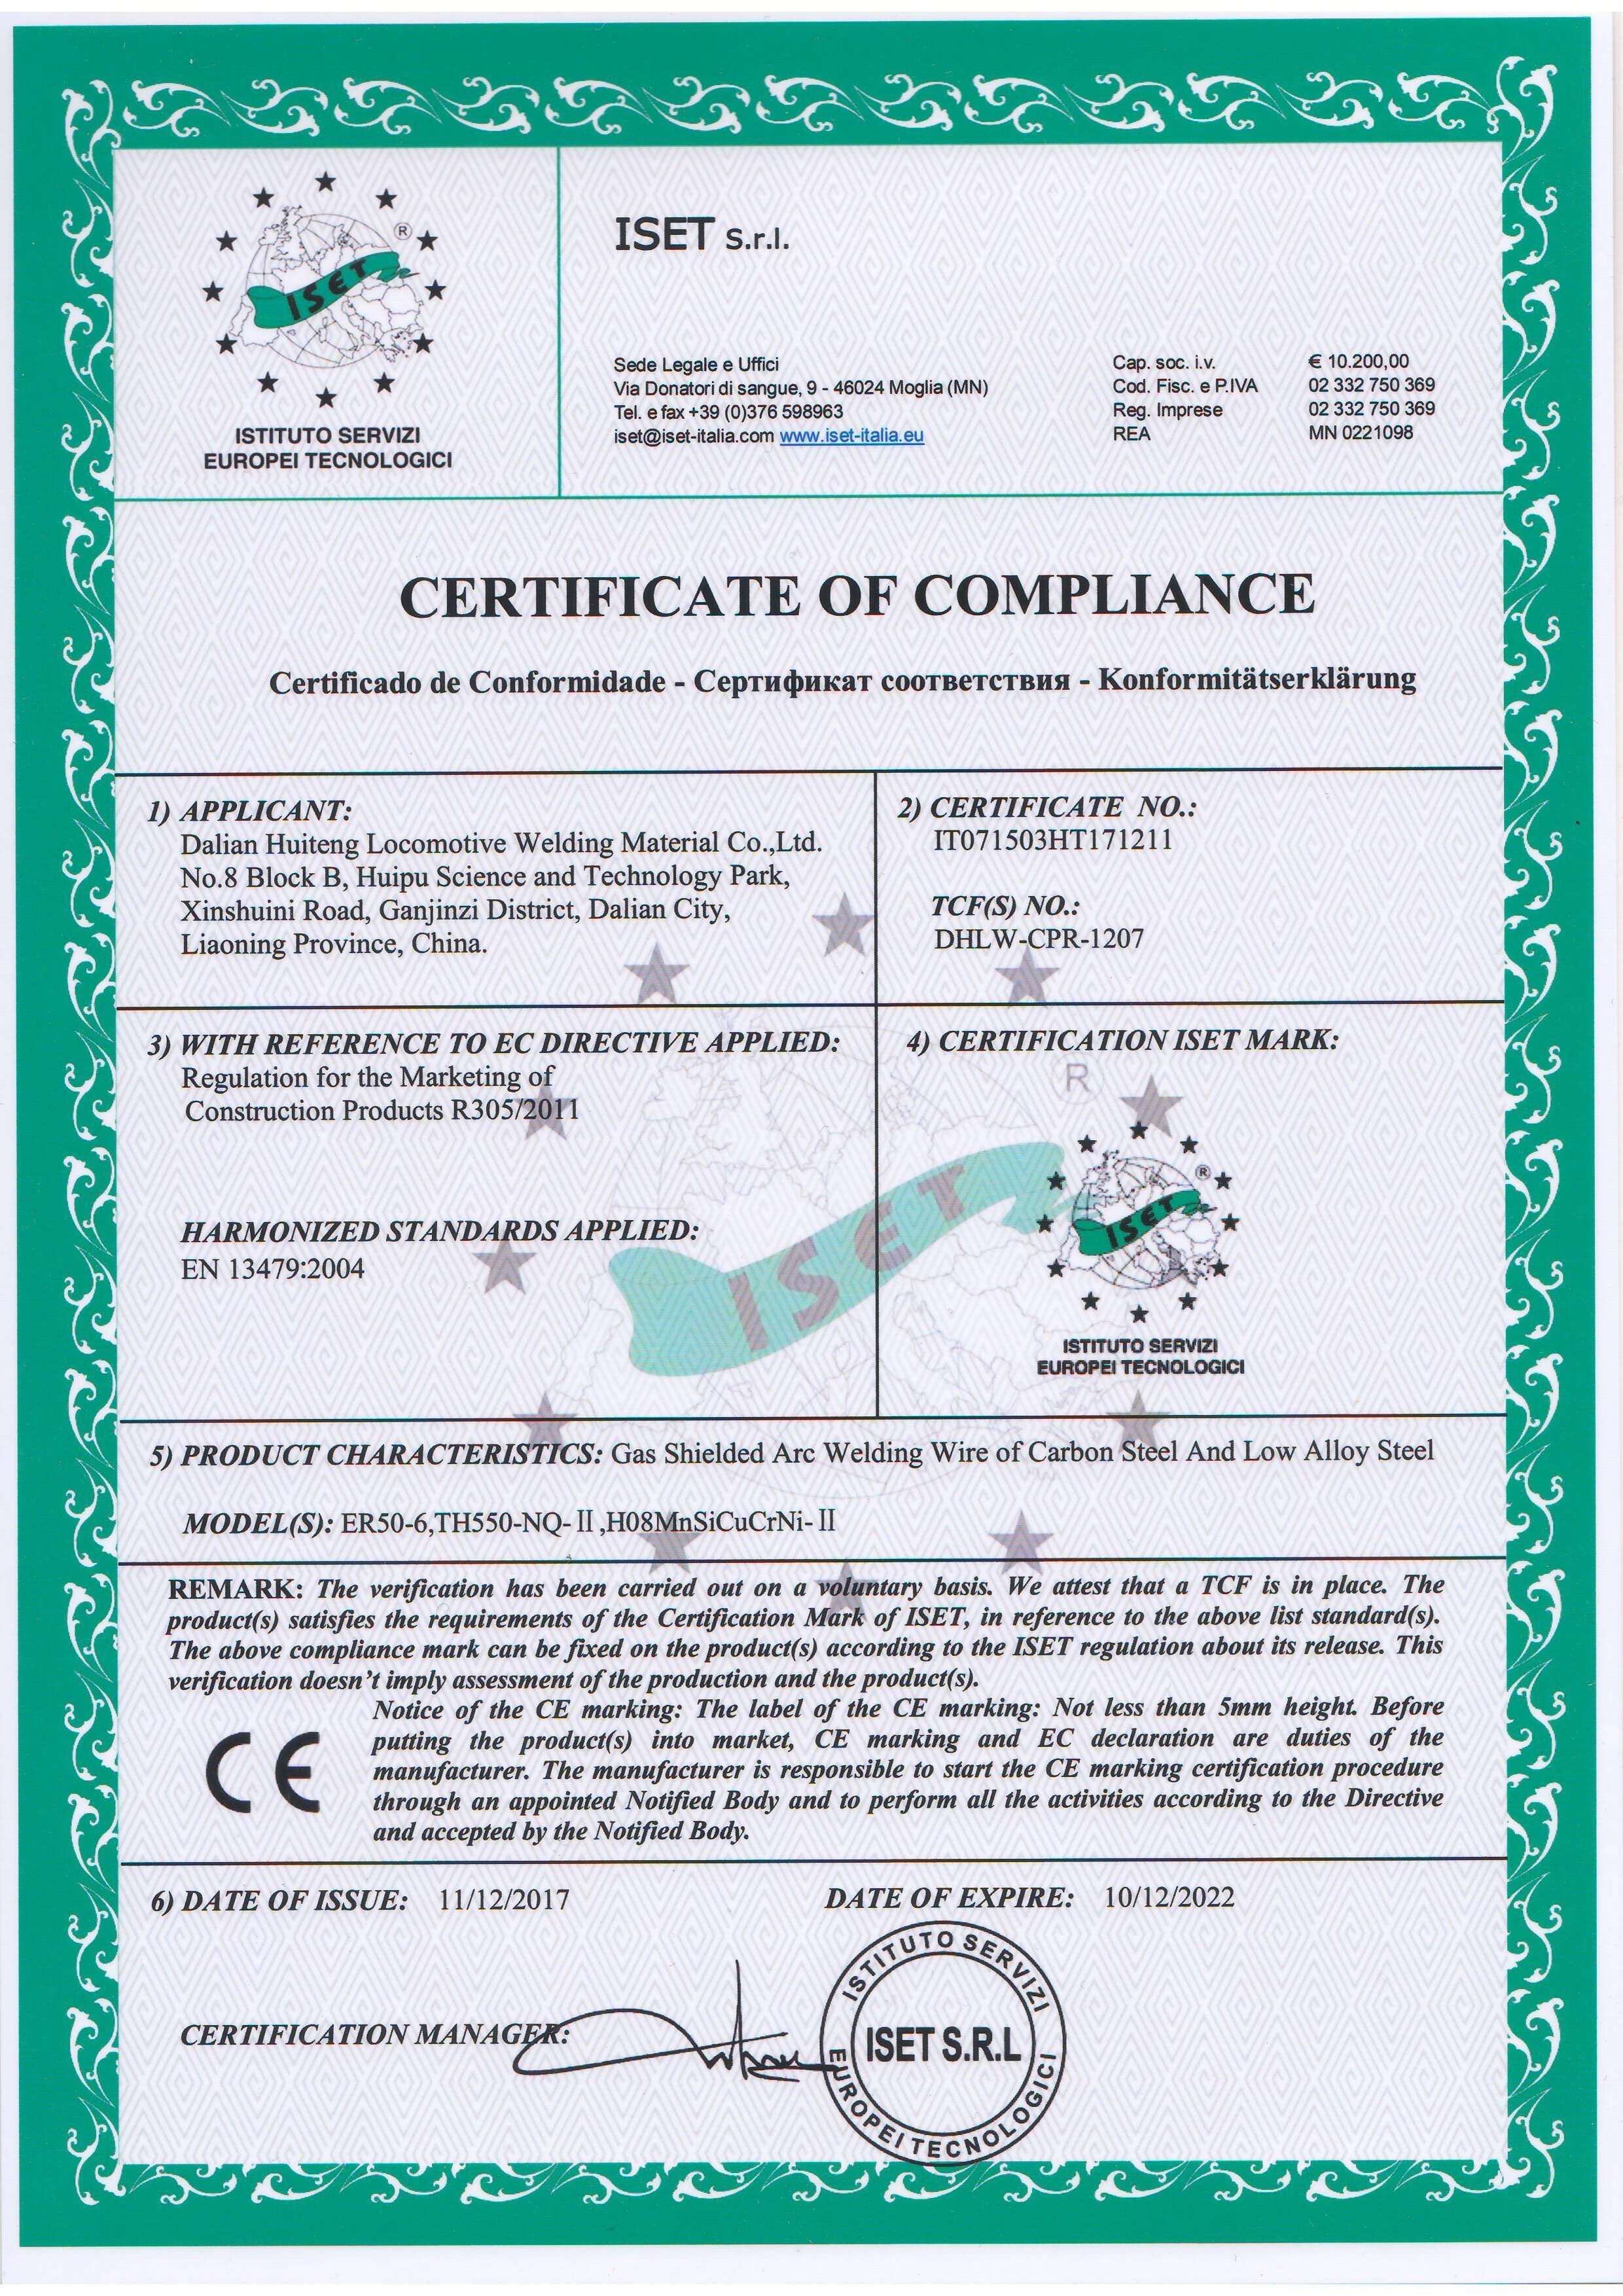 ISET
®
ISTITUTO SERVIZI
EUROPEI TECNOLOGICI
ISET s.r.l.
Sede Legale e Uffici
Via Donatori di sangue, 9 - 46024 Moglia (MN)
Tel. e fax +39 (0)376 598963
iset@iset-italia.com www.iset-italia.eu
Cap. soc. i.v. € 10.200,00
Cod. Fisc. e P.IVA 02 332 750 369
Reg. Imprese 02 332 750 369
REA MN 0221098
CERTIFICATE OF COMPLIANCE
Certificado de Conformidade - Сертификат соответствия - Konformitätserklärung
1) APPLICANT:
Dalian Huiteng Locomotive Welding Material Co.,Ltd.
No.8 Block B, Huipu Science and Technology Park,
Xinshuini Road, Ganjinzi District, Dalian City,
Liaoning Province, China.
2) CERTIFICATE NO.:
IT071503HT171211
TCF(S) NO.:
DHLW-CPR-1207
3) WITH REFERENCE TO EC DIRECTIVE APPLIED:
Regulation for the Marketing of
Construction Products R305/2011
HARMONIZED STANDARDS APPLIED:
EN 13479:2004
4) CERTIFICATION ISET MARK:
®
ISET
®
ISET
ISTITUTO SERVIZI
EUROPEI TECNOLOGICI
5) PRODUCT CHARACTERISTICS: Gas Shielded Arc Welding Wire of Carbon Steel And Low Alloy Steel
MODEL(S): ER50-6,TH550-NQ-Ⅱ,H08MnSiCuCrNi-Ⅱ
REMARK: The verification has been carried out on a voluntary basis. We attest that a TCF is in place. The
product(s) satisfies the requirements of the Certification Mark of ISET, in reference to the above list standard(s).
The above compliance mark can be fixed on the product(s) according to the ISET regulation about its release. This
verification doesn't imply assessment of the production and the product(s).
Notice of the CE marking: The label of the CE marking: Not less than 5mm height. Before
putting the product(s) into market, CE marking and EC declaration are duties of the
manufacturer. The manufacturer is responsible to start the CE marking certification procedure
through an appointed Notified Body and to perform all the activities according to the Directive
and accepted by the Notified Body.
CE
6) DATE OF ISSUE: 11/12/2017
DATE OF EXPIRE: 10/12/2022
CERTIFICATION MANAGER:
ISTITUTO SERVIZI
ISET S.R.L
EUROPEI TECNOLOGICI